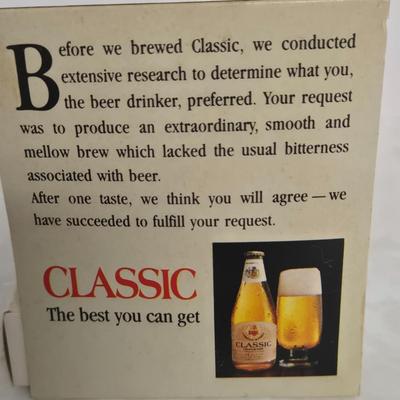 Before we brewed Classic, we conducted
extensive research to determine what you,
the beer drinker, preferred. Your request
was to produce an extraordinary, smooth and
mellow brew which lacked the usual bitterness
associated with beer.
After one taste, we think you will agree — we
have succeeded to fulfill your request.
CLASSIC
The best you can get
CLASSIC